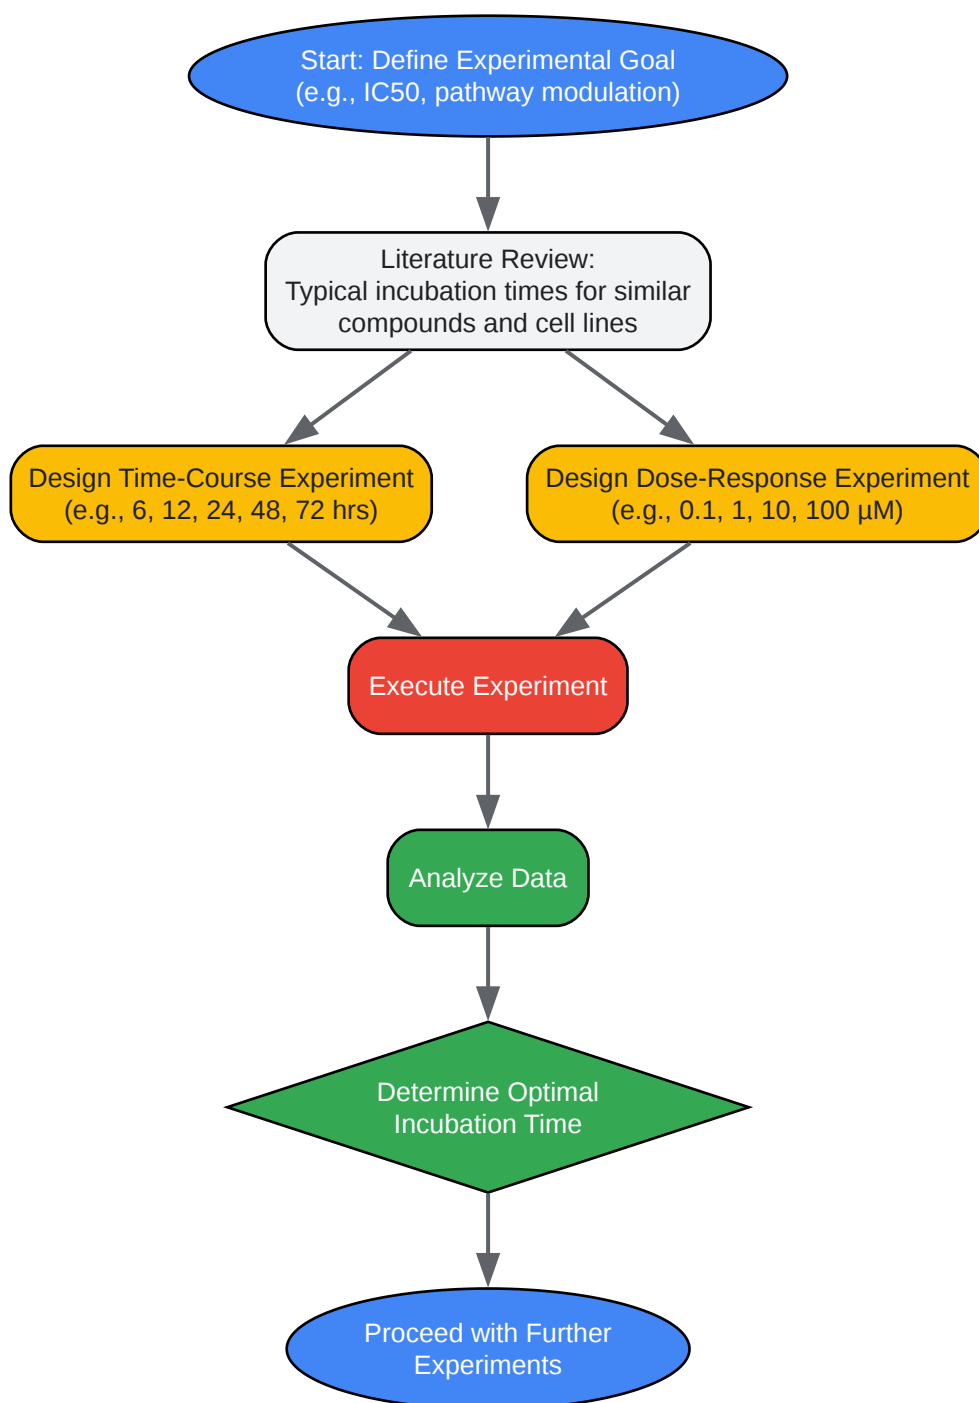 Start: Define Experimental Goal
(e.g., IC50, pathway modulation)
Literature Review:
Typical incubation times for similar
compounds and cell lines
Design Time-Course Experiment
(e.g., 6, 12, 24, 48, 72 hrs)
Design Dose-Response Experiment
(e.g., 0.1, 1, 10, 100 µM)
Execute Experiment
Analyze Data
Determine Optimal
Incubation Time
Proceed with Further
Experiments